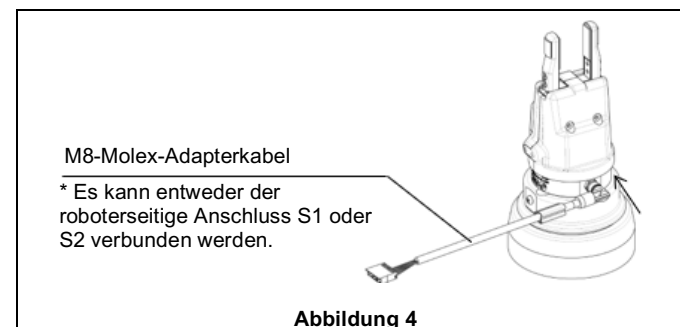 M8-Molex-Adapterkabel
* Es kann entweder der
roboterseitige Anschluss S1 oder
S2 verbunden werden.
Abbildung 4